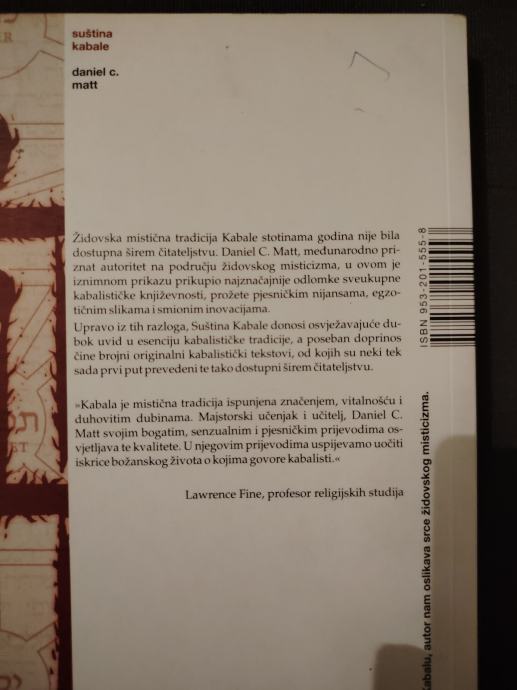 suština
kabale
daniel c.
matt
Židovska mistična tradicija Kabale stotinama godina nije bila
dostupna širem čitateljstvu. Daniel C. Matt, međunarodno pri-
znat autoritet na području židovskog misticizma, u ovom je
iznimnom prikazu prikupio najznačajnije odlomke sveukupne
kabalističke književnosti, prožete pjesničkim nijansama, egzo-
tičnim slikama i smionim inovacijama.
Upravo iz tih razloga, Suština Kabale donosi osvježavajuće du-
bok uvid u esenciju kabalističke tradicije, a poseban doprinos
čine brojni originalni kabalistički tekstovi, od kojih su neki tek
sada prvi put prevedeni te tako dostupni širem čitateljstvu.
»Kabala je mistična tradicija ispunjena značenjem, vitalnošću i
duhovitim dubinama. Majstorski učenjak i učitelj, Daniel C.
Matt svojim bogatim, senzualnim i pjesničkim prijevodima os-
vjetljava te kvalitete. U njegovim prijevodima uspijevamo uočiti
iskrice božanskog života o kojima govore kabalisti.«
Lawrence Fine, profesor religijskih studija
ISBN 953-201-555-8
autor nam oslikava srce židovskog misticizma.